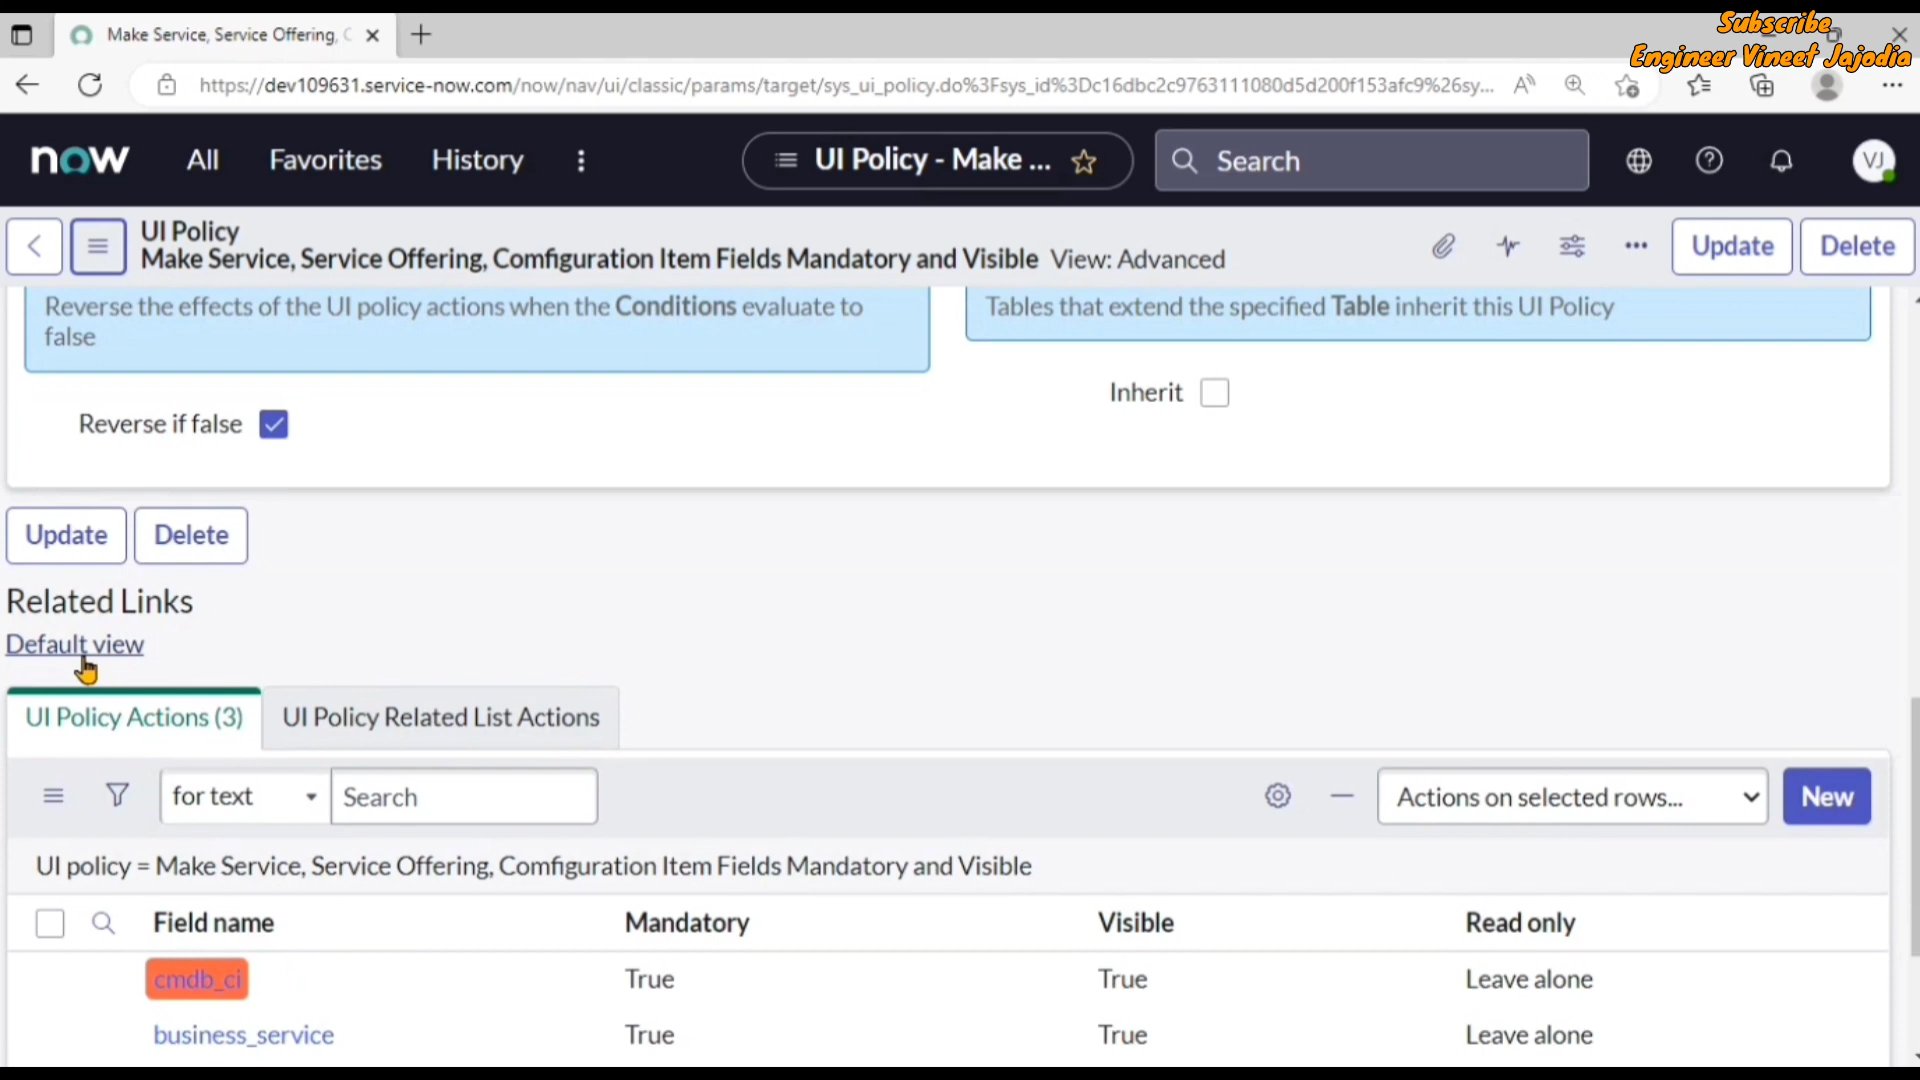 Subscribe
Engineer Vineet Jajodia
Make Service, Service Offering, C
https://dev109631.service-now.com/now/nav/ui/classic/params/target/sys_ui_policy.do%3Fsys_id%3Dc16dbc2c9763111080d5d200f153afc9%26sy...
now All Favorites History UI Policy - Make ... Search VJ
UI Policy
Make Service, Service Offering, Comfiguration Item Fields Mandatory and Visible View: Advanced Update Delete
Reverse the effects of the UI policy actions when the Conditions evaluate to
false
Tables that extend the specified Table inherit this UI Policy
Inherit
Reverse if false
Update Delete
Related Links
Default view
UI Policy Actions (3) UI Policy Related List Actions
for text Search Actions on selected rows... New
UI policy = Make Service, Service Offering, Comfiguration Item Fields Mandatory and Visible
Field name Mandatory Visible Read only
cmdb_ci True True Leave alone
business_service True True Leave alone